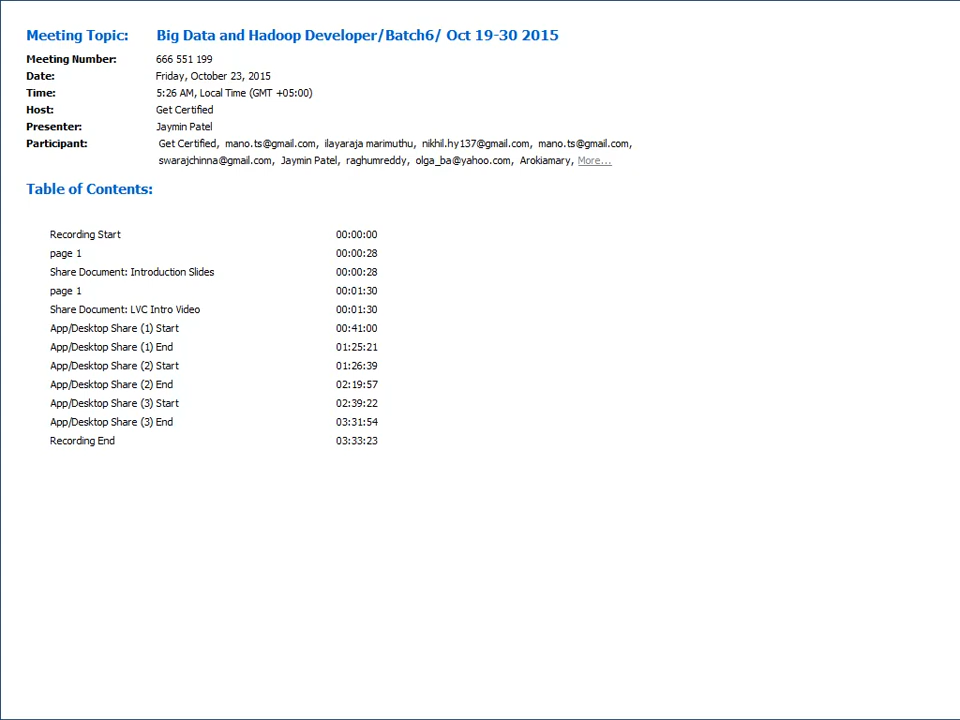 Meeting Topic: Big Data and Hadoop Developer/Batch6/ Oct 19-30 2015
Meeting Number: 666 551 199
Date: Friday, October 23, 2015
Time: 5:26 AM, Local Time (GMT +05:00)
Host: Get Certified
Presenter: Jaymin Patel
Participant: Get Certified, mano.ts@gmail.com, ilayaraja marimuthu, nikhil.hy137@gmail.com, mano.ts@gmail.com,
swarajchinna@gmail.com, Jaymin Patel, raghumreddy, olga_ba@yahoo.com, Arokiamary, More...
Table of Contents:
Recording Start 00:00:00
page 1 00:00:28
Share Document: Introduction Slides 00:00:28
page 1 00:01:30
Share Document: LVC Intro Video 00:01:30
App/Desktop Share (1) Start 00:41:00
App/Desktop Share (1) End 01:25:21
App/Desktop Share (2) Start 01:26:39
App/Desktop Share (2) End 02:19:57
App/Desktop Share (3) Start 02:39:22
App/Desktop Share (3) End 03:31:54
Recording End 03:33:23